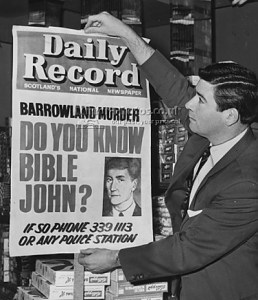 Daily
Record
SCOTLAND'S NATIONAL NEWSPAPER
BARROWLAND MURDER
DO YOU KNOW
BIBLE
JOHN?
IF SO PHONE 339 1113
OR ANY POLICE STATION